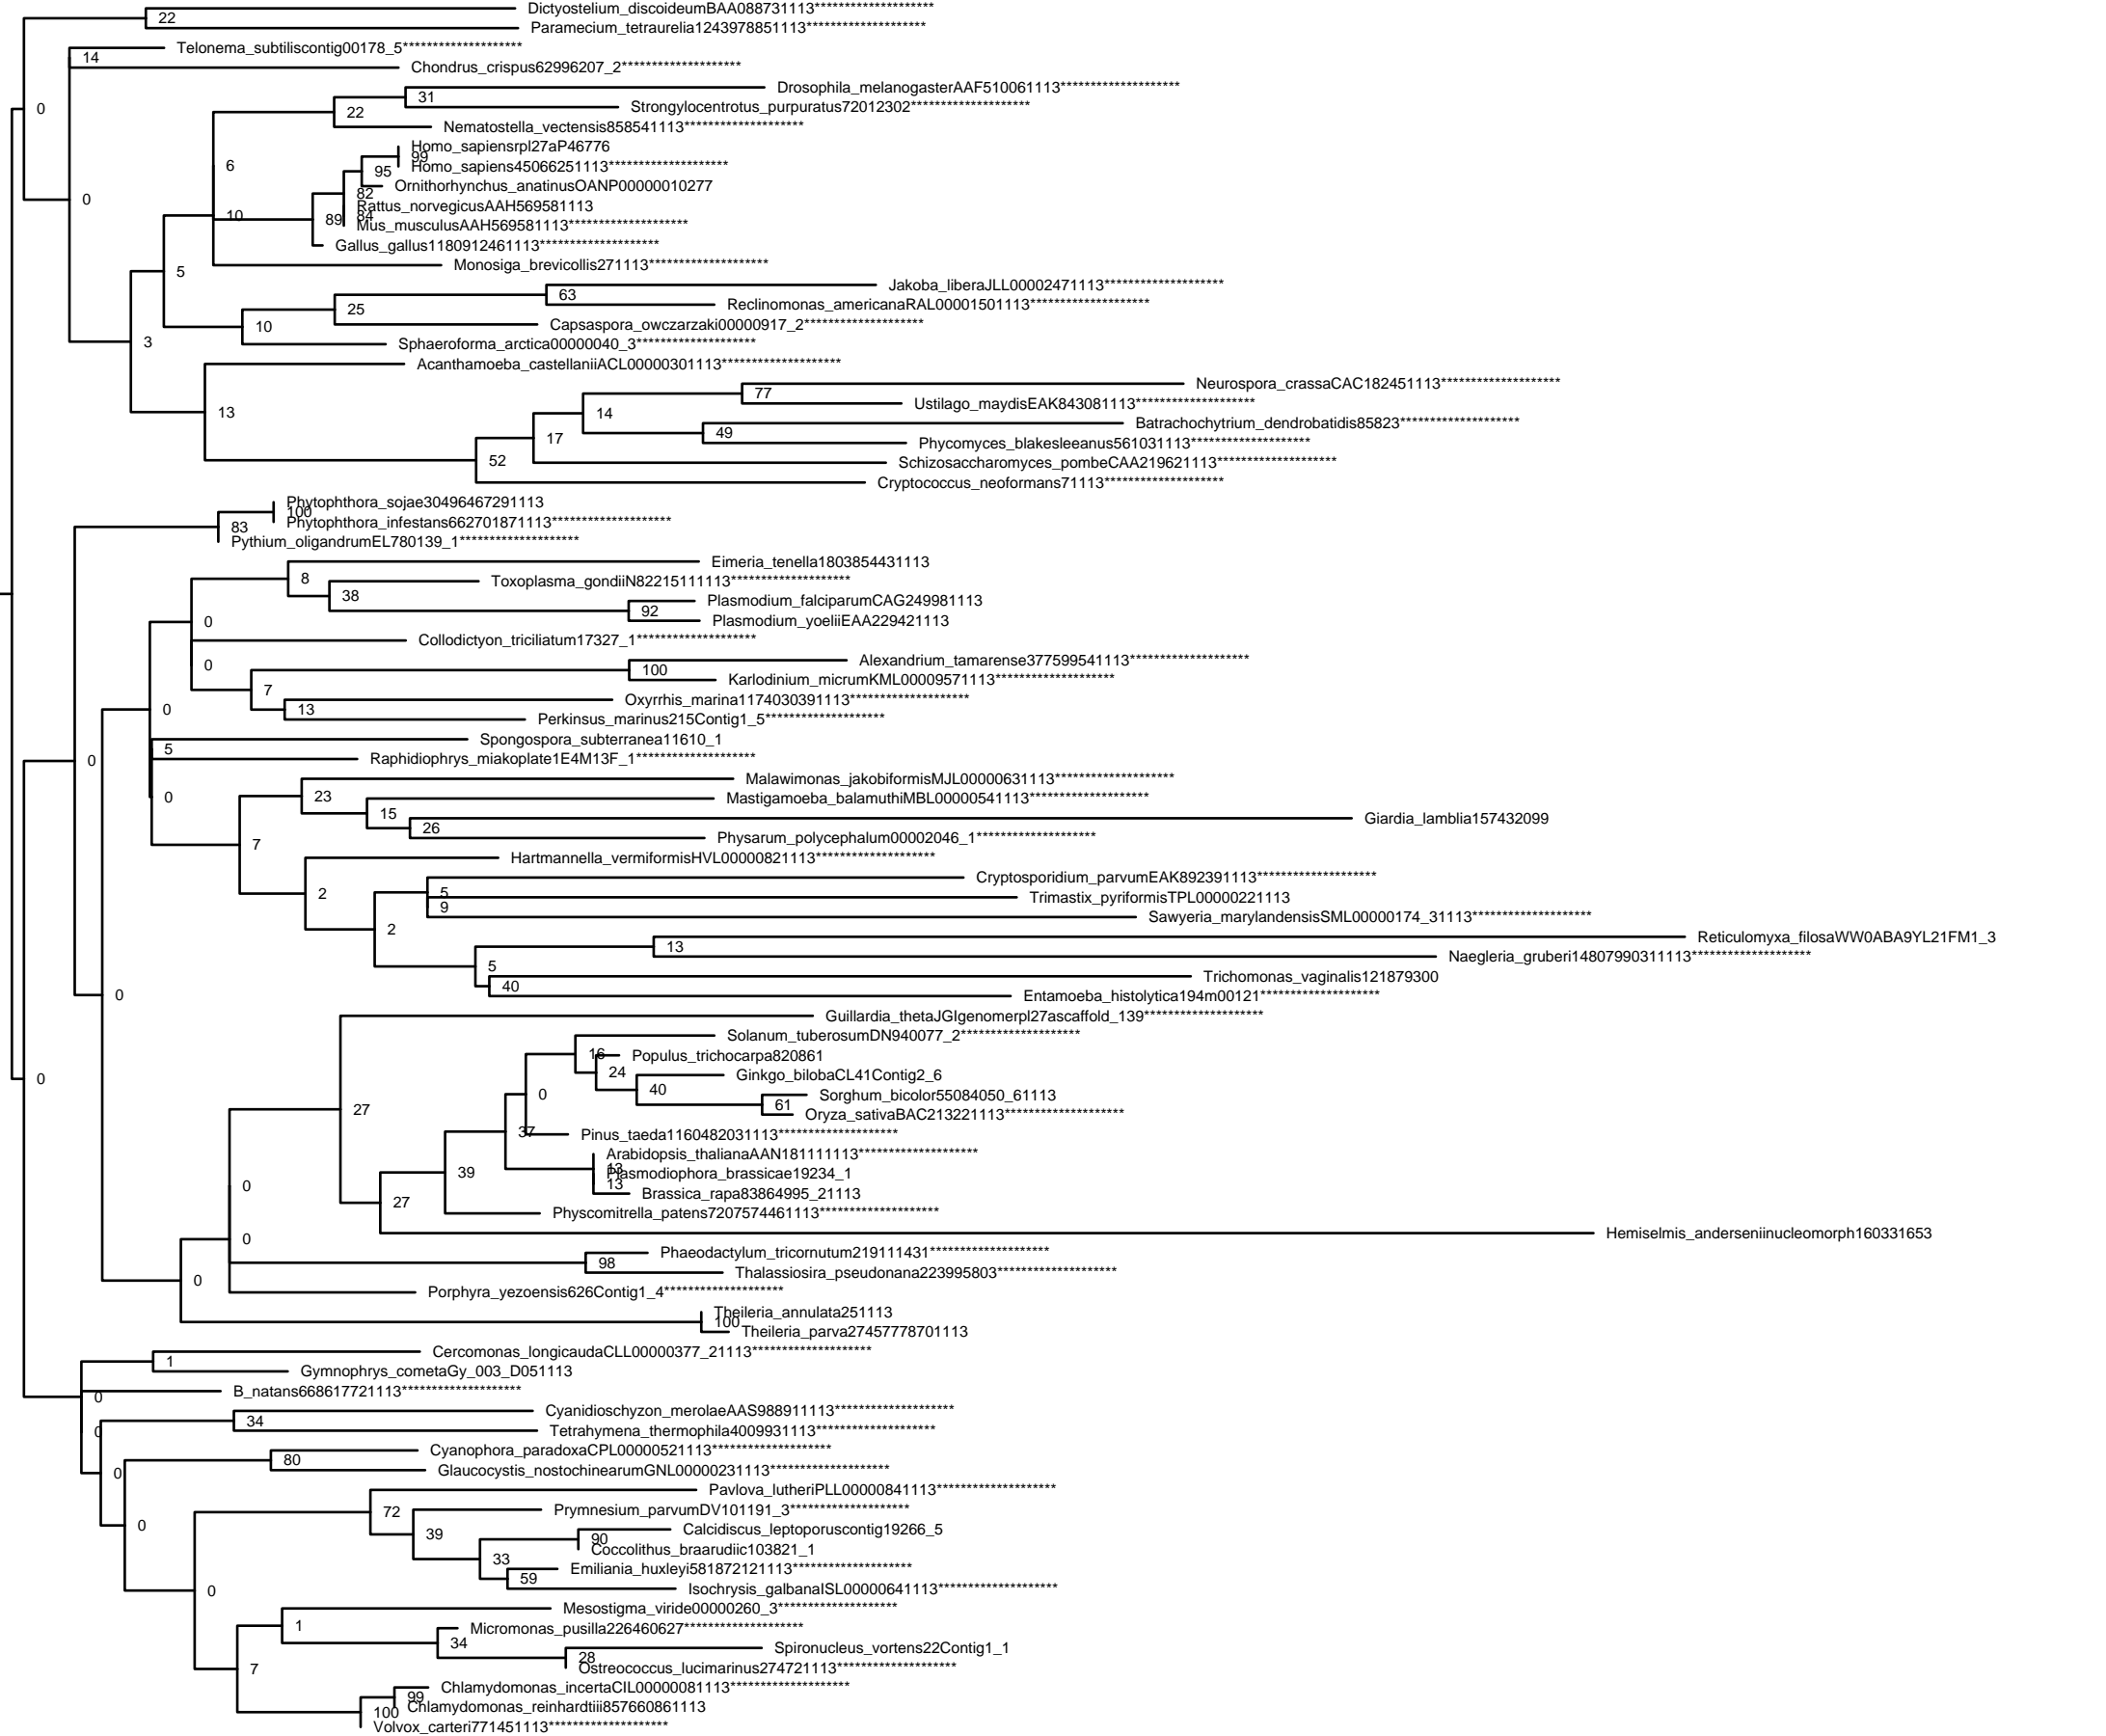 Dictyostelium_discoideumBAA088731113********************
22
Paramecium_tetraurelia1243978851113********************
Telonema_subtiliscontig00178_5********************
14
Chondrus_crispus62996207_2********************
Drosophila_melanogasterAAF510061113********************
31
0
Strongylocentrotus_purpuratus72012302********************
22
Nematostella_vectensis858541113********************
Homo_sapiensrpl27aP46776
99
6
Homo_sapiens45066251113********************
95
Ornithorhynchus_anatinusOANP00000010277
82
0
Rattus_norvegicusAAH569581113
10
89
84
Mus_musculusAAH569581113********************
Gallus_gallus1180912461113********************
Monosiga_brevicollis271113********************
5
Jakoba_liberaJLL00002471113********************
63
Reclinomonas_americanaRAL00001501113********************
25
Capsaspora_owczarzaki00000917_2********************
10
3
Sphaeroforma_arctica00000040_3********************
Acanthamoeba_castellaniiACL00000301113********************
Neurospora_crassaCAC182451113********************
77
Ustilago_maydisEAK843081113********************
13
14
Batrachochytrium_dendrobatidis85823********************
49
17
Phycomyces_blakesleeanus561031113********************
52
Schizosaccharomyces_pombeCAA219621113********************
Cryptococcus_neoformans71113********************
Phytophthora_sojae30496467291113
100
Phytophthora_infestans662701871113********************
83
Pythium_oligandrumEL780139_1********************
Eimeria_tenella1803854431113
8
Toxoplasma_gondiiN82215111113********************
38
Plasmodium_falciparumCAG249981113
92
0
Plasmodium_yoeliiEAA229421113
Collodictyon_triciliatum17327_1********************
0
Alexandrium_tamarense377599541113********************
100
Karlodinium_micrumKML00009571113********************
7
Oxyrrhis_marina1174030391113********************
0
13
Perkinsus_marinus215Contig1_5********************
Spongospora_subterranea11610_1
5
0
Raphidiophrys_miakoplate1E4M13F_1********************
Malawimonas_jakobiformisMJL00000631113********************
0
23
Mastigamoeba_balamuthiMBL00000541113********************
15
Giardia_lamblia157432099
26
7
Physarum_polycephalum00002046_1********************
Hartmannella_vermiformisHVL00000821113********************
Cryptosporidium_parvumEAK892391113********************
2
5
Trimastix_pyriformisTPL00000221113
9
Sawyeria_marylandensisSML00000174_31113********************
2
Reticulomyxa_filosaWW0ABA9YL21FM1_3
13
Naegleria_gruberi14807990311113********************
5
Trichomonas_vaginalis121879300
40
0
Entamoeba_histolytica194m00121********************
Guillardia_thetaJGIgenomerpl27ascaffold_139********************
Solanum_tuberosumDN940077_2********************
16
Populus_trichocarpa820861
24
0
Ginkgo_bilobaCL41Contig2_6
40
0
Sorghum_bicolor55084050_61113
61
27
Oryza_sativaBAC213221113********************
37
Pinus_taeda1160482031113********************
Arabidopsis_thalianaAAN181111113********************
13
39
Plasmodiophora_brassicae19234_1
13
0
Brassica_rapa83864995_21113
27
Physcomitrella_patens7207574461113********************
Hemiselmis_anderseniinucleomorph160331653
0
Phaeodactylum_tricornutum219111431********************
98
0
Thalassiosira_pseudonana223995803********************
Porphyra_yezoensis626Contig1_4********************
Theileria_annulata251113
100
Theileria_parva27457778701113
Cercomonas_longicaudaCLL00000377_21113********************
1
Gymnophrys_cometaGy_003_D051113
B_natans668617721113********************
0
Cyanidioschyzon_merolaeAAS988911113********************
34
0
Tetrahymena_thermophila4009931113********************
Cyanophora_paradoxaCPL00000521113********************
80
0
Glaucocystis_nostochinearumGNL00000231113********************
Pavlova_lutheriPLL00000841113********************
72
Prymnesium_parvumDV101191_3********************
0
39
Calcidiscus_leptoporuscontig19266_5
90
Coccolithus_braarudiic103821_1
33
Emiliania_huxleyi581872121113********************
59
0
Isochrysis_galbanaISL00000641113********************
Mesostigma_viride00000260_3********************
1
Micromonas_pusilla226460627********************
34
Spironucleus_vortens22Contig1_1
28
7
Ostreococcus_lucimarinus274721113********************
Chlamydomonas_incertaCIL00000081113********************
99
Chlamydomonas_reinhardtiii857660861113
100
Volvox_carteri771451113********************